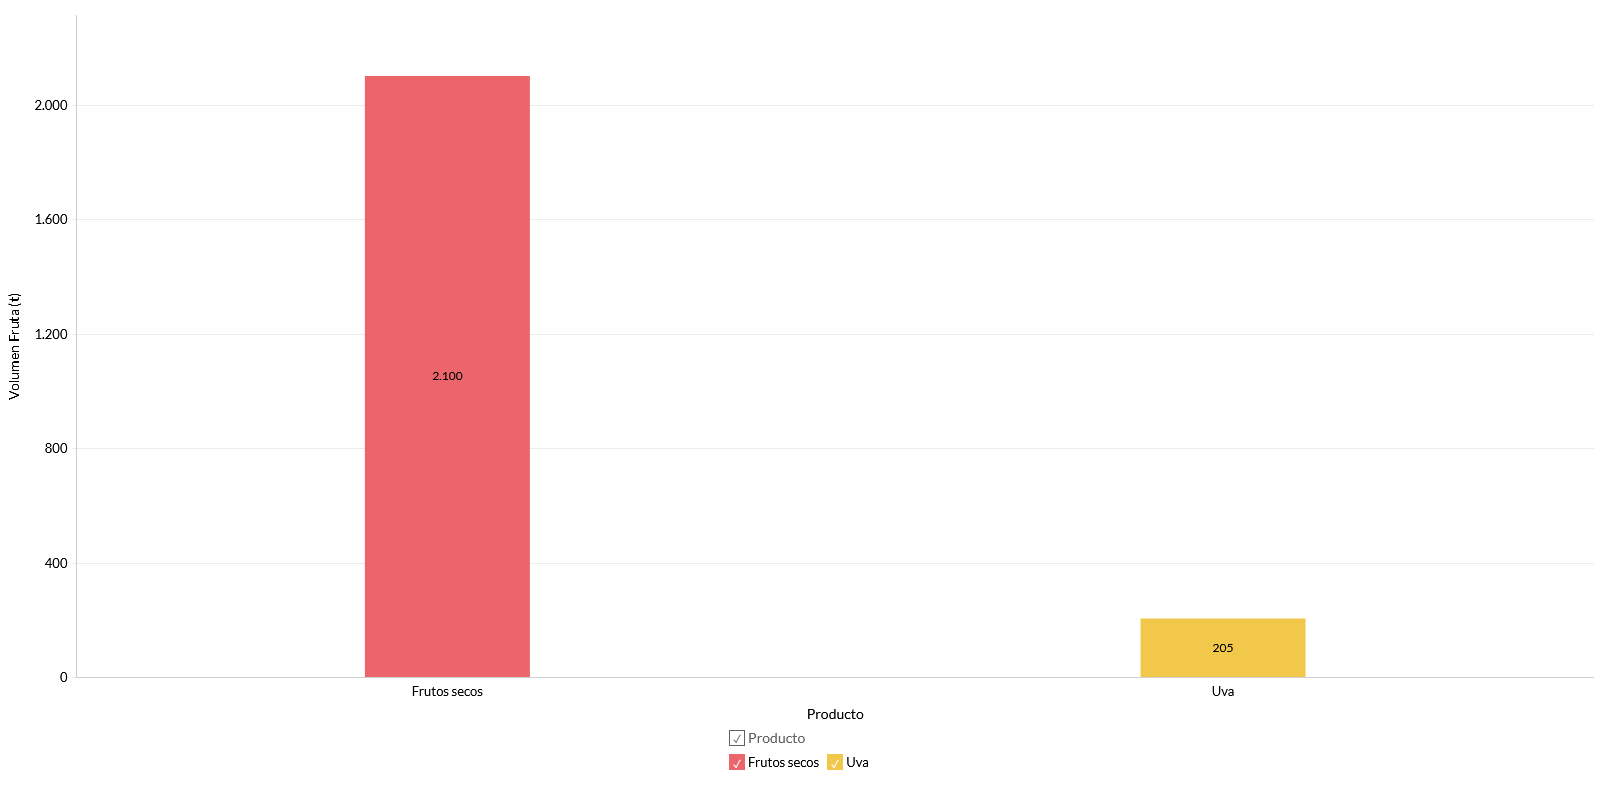 Volumen Fruta (t)
2.000
1.600
1.200
800
400
0
2.100
205
Frutos secos
Uva
Producto
Producto
Frutos secos Uva